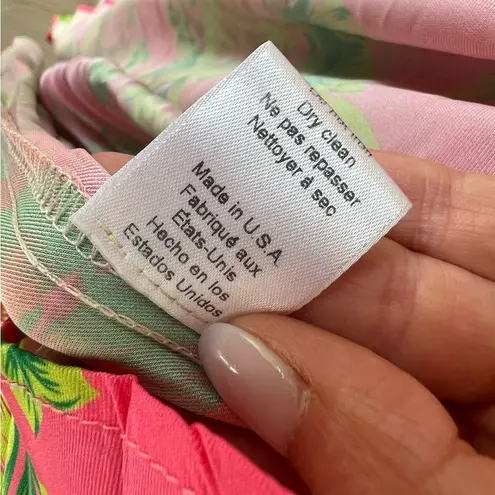 Dry clean
Ne pas repasser
Nettoyer à sec
Made in U.S.A.
Fabriqué aux
États-Unis
Hecho en los
Estados Unidos